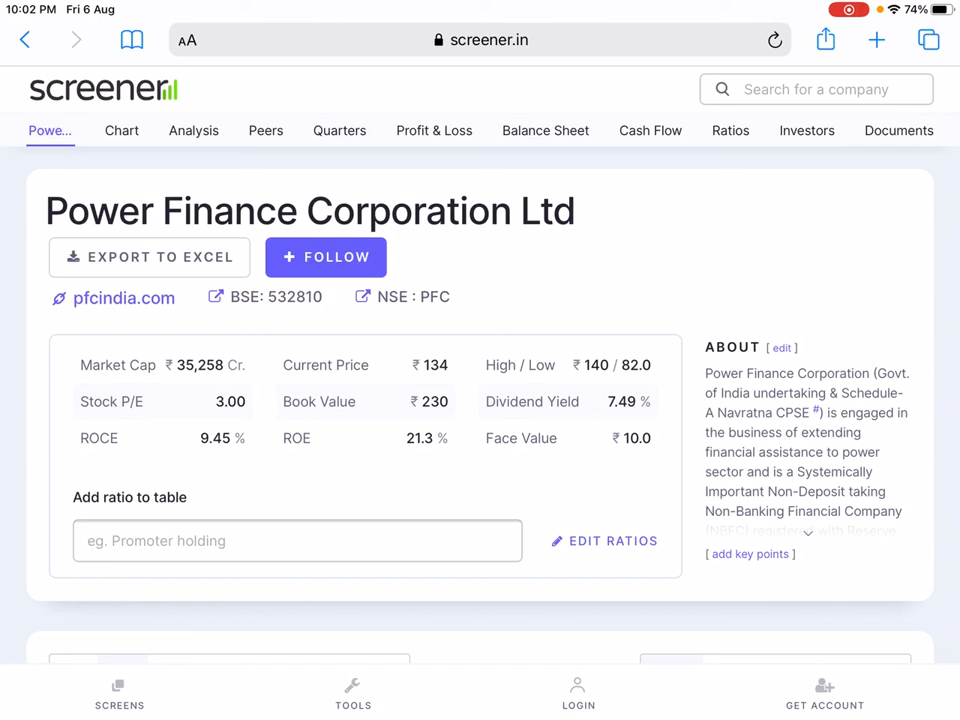 10:02 PM Fri 6 Aug 74%
AA screener.in
screener
Search for a company
Powe... Chart Analysis Peers Quarters Profit & Loss Balance Sheet Cash Flow Ratios Investors Documents
Power Finance Corporation Ltd
EXPORT TO EXCEL + FOLLOW
pfcindia.com BSE: 532810 NSE : PFC
Market Cap ₹ 35,258 Cr. Current Price ₹ 134 High / Low ₹ 140 / 82.0
Stock P/E 3.00 Book Value ₹ 230 Dividend Yield 7.49 %
ROCE 9.45 % ROE 21.3 % Face Value ₹ 10.0
Add ratio to table
eg. Promoter holding EDIT RATIOS
ABOUT [ edit ]
Power Finance Corporation (Govt.
of India undertaking & Schedule-
A Navratna CPSE #) is engaged in
the business of extending
financial assistance to power
sector and is a Systemically
Important Non-Deposit taking
Non-Banking Financial Company
(NBFC) registered with Reserve
[ add key points ]
SCREENS TOOLS LOGIN GET ACCOUNT